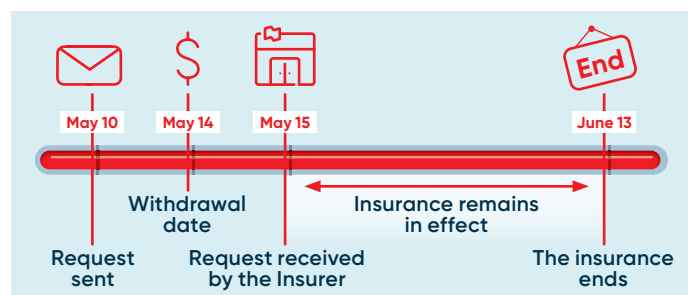 End
May 10
May 14
May 15
June 13
Withdrawal
date
Insurance remains
in effect
Request
sent
Request received
by the Insurer
The insurance
ends